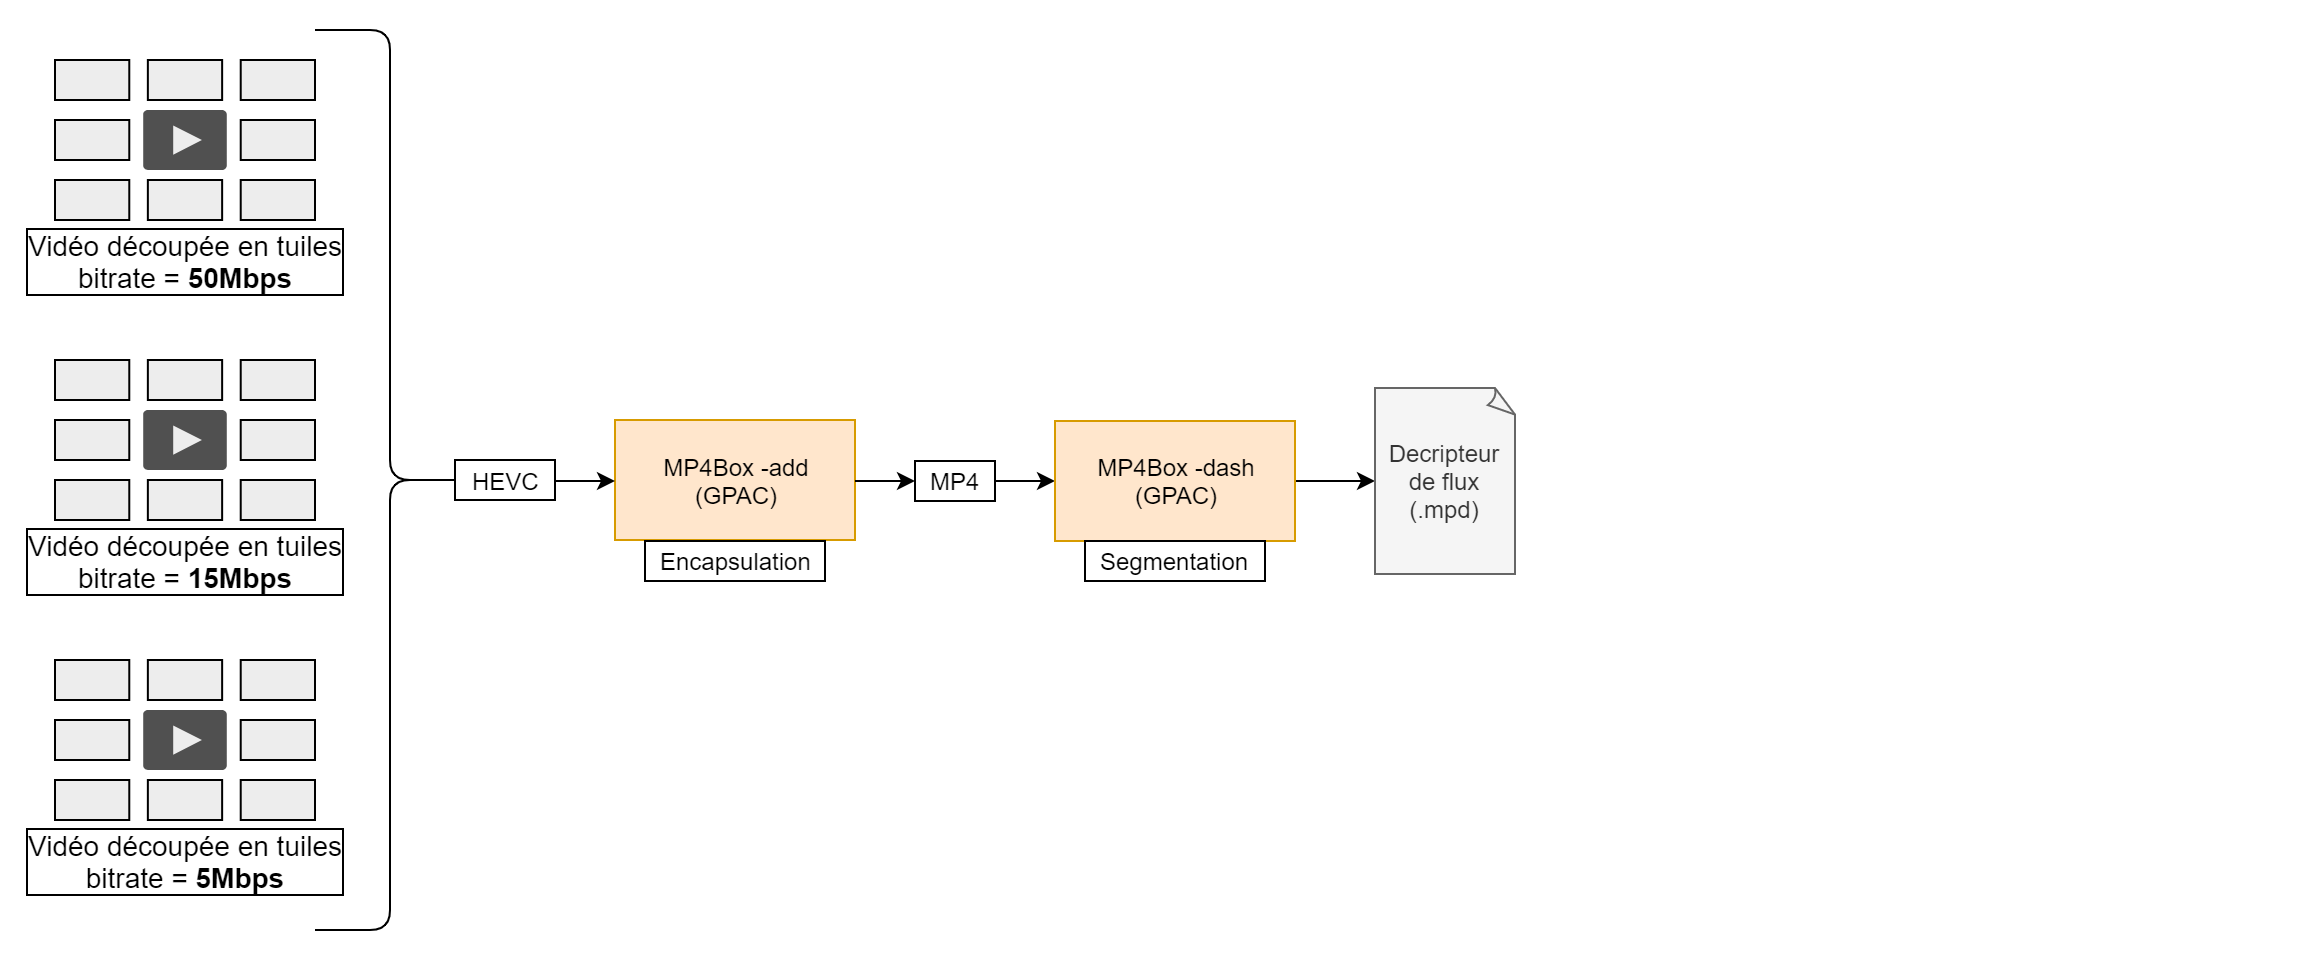 Vidéo découpée en tuiles
bitrate = 50Mbps
Vidéo découpée en tuiles
bitrate = 15Mbps
Vidéo découpée en tuiles
bitrate = 5Mbps
HEVC
MP4Box -add
(GPAC)
Encapsulation
MP4
MP4Box -dash
(GPAC)
Segmentation
Decripteur
de flux
(.mpd)